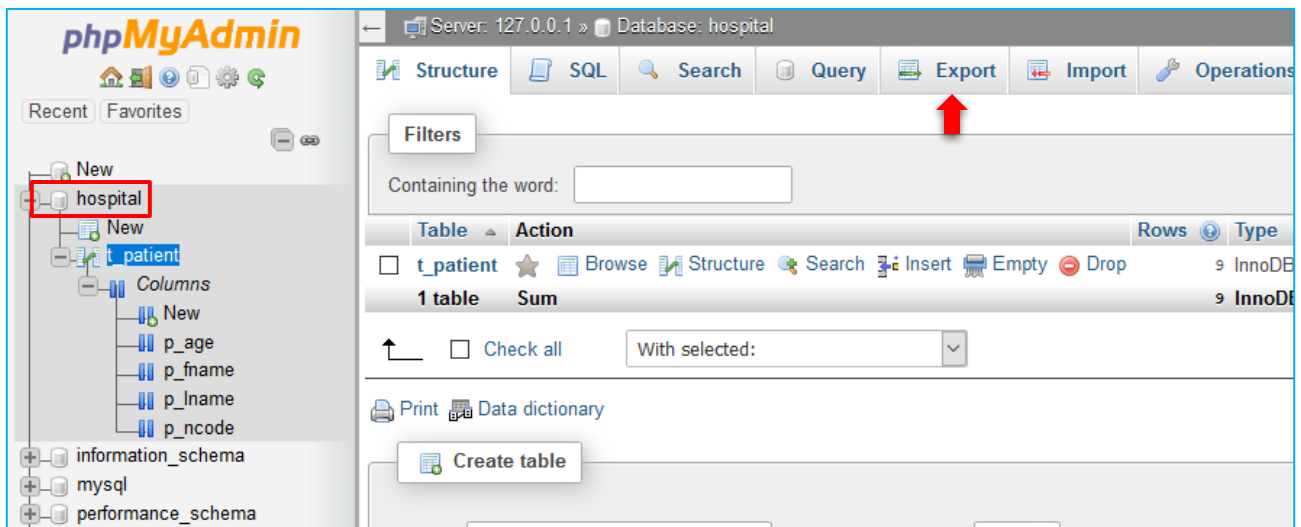 phpMyAdmin
Recent Favorites
New
hospital
New
t_patient
Columns
New
p_age
p_fname
p_lname
p_ncode
information_schema
mysql
performance_schema
Server: 127.0.0.1 » Database: hospital
Structure SQL Search Query Export Import Operations
Filters
Containing the word:
Table Action Rows Type
t_patient Browse Structure Search Insert Empty Drop 9 InnoDB
1 table Sum 9 InnoDB
Check all With selected:
Print Data dictionary
Create table